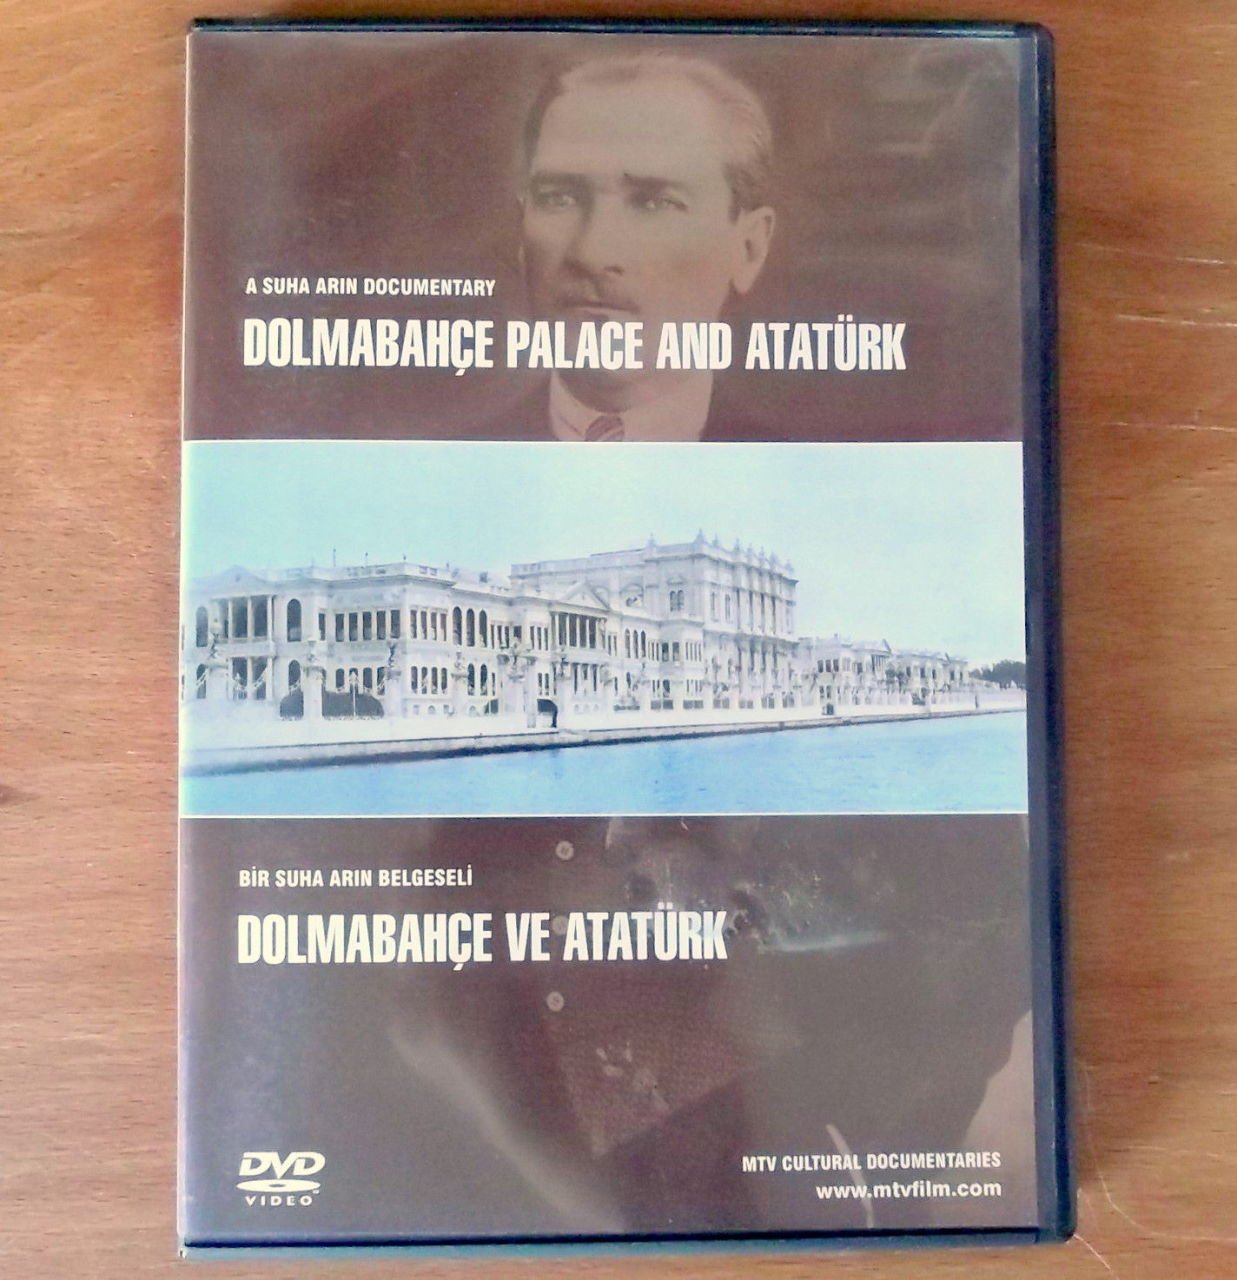 A SUHA ARIN DOCUMENTARY
DOLMABAHÇE PALACE AND ATATÜRK
BİR SUHA ARIN BELGESELİ
DOLMABAHÇE VE ATATÜRK
DVD
VIDEO
MTV CULTURAL DOCUMENTARIES
www.mtvfilm.com